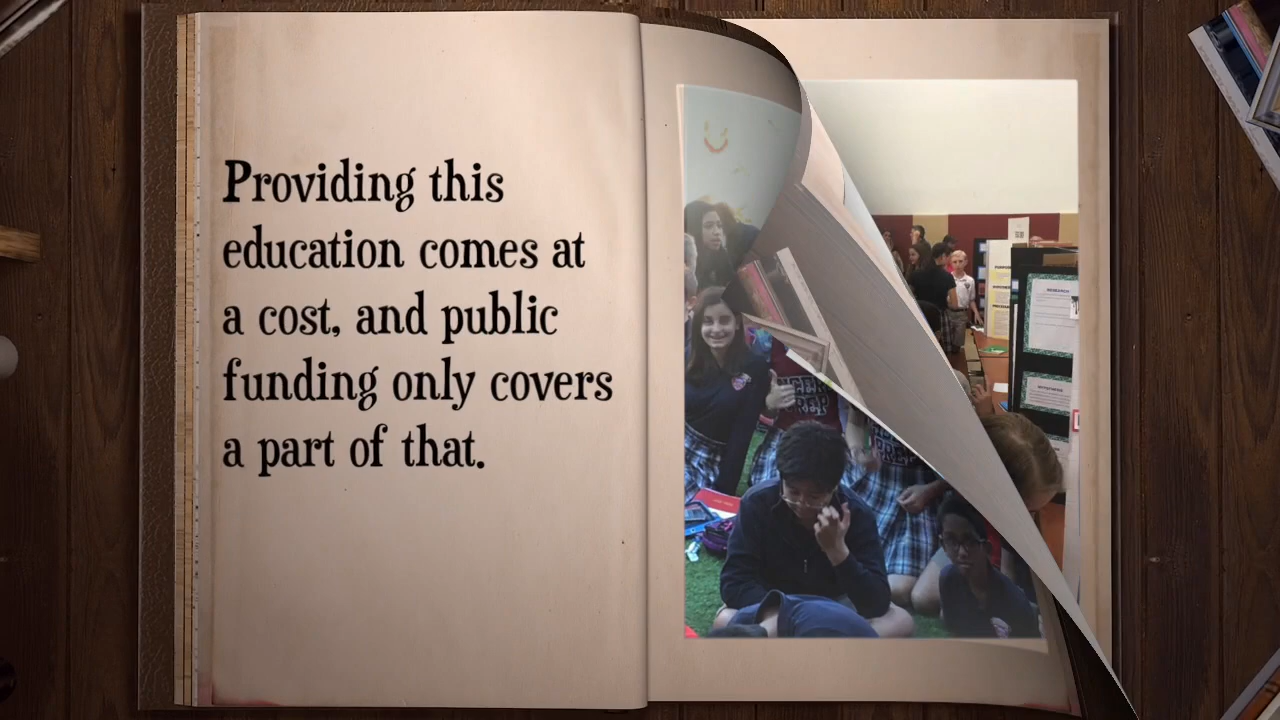 Providing this
education comes at
a cost, and public
funding only covers
a part of that.